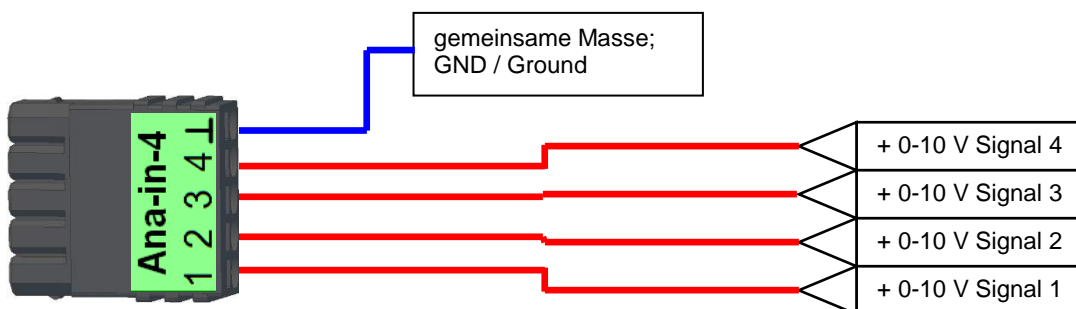 gemeinsame Masse;
GND / Ground
Ana-in-4
1 2 3 4 ⊥
+ 0-10 V Signal 4
+ 0-10 V Signal 3
+ 0-10 V Signal 2
+ 0-10 V Signal 1